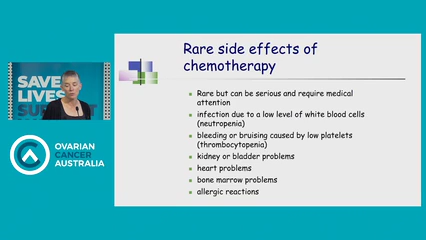 SAVE
LIVES
SUP
OVARIAN
CANCER
AUSTRALIA
Rare side effects of
chemotherapy
Rare but can be serious and require medical
attention
infection due to a low level of white blood cells
(neutropenia)
bleeding or bruising caused by low platelets
(thrombocytopenia)
kidney or bladder problems
heart problems
bone marrow problems
allergic reactions